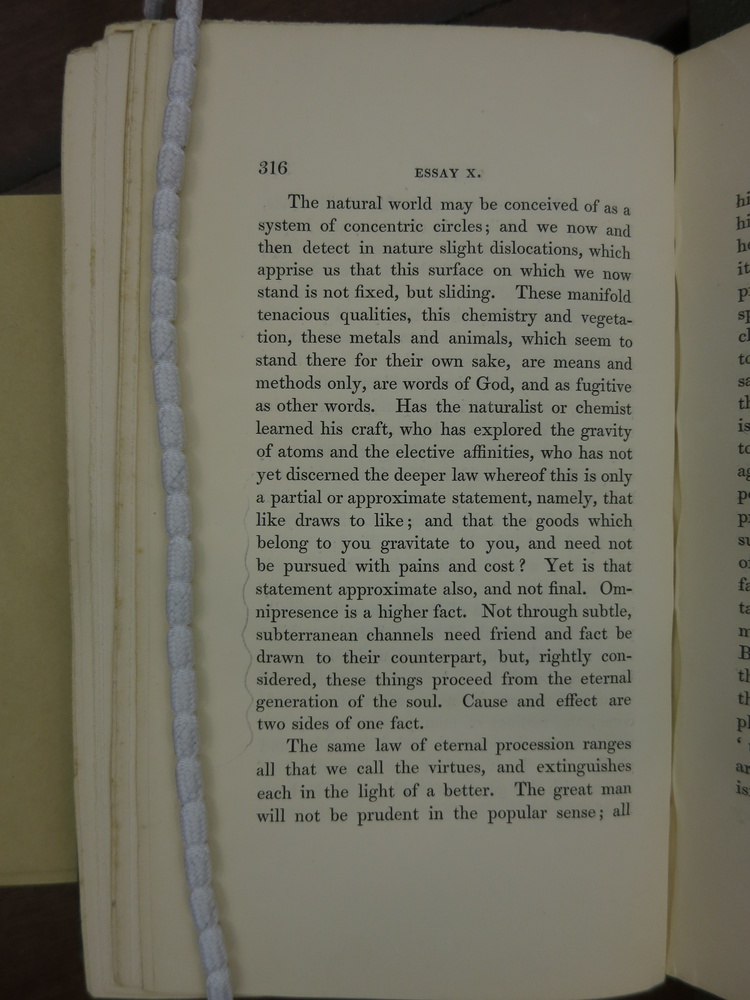 316
ESSAY X.
The natural world may be conceived of as a
system of concentric circles; and we now and
then detect in nature slight dislocations, which
apprise us that this surface on which we now
stand is not fixed, but sliding. These manifold
tenacious qualities, this chemistry and vegeta-
tion, these metals and animals, which seem to
stand there for their own sake, are means and
methods only, are words of God, and as fugitive
as other words. Has the naturalist or chemist
learned his craft, who has explored the gravity
of atoms and the elective affinities, who has not
yet discerned the deeper law whereof this is only
a partial or approximate statement, namely, that
like draws to like; and that the goods which
belong to you gravitate to you, and need not
be pursued with pains and cost? Yet is that
statement approximate also, and not final. Om-
nipresence is a higher fact. Not through subtle,
subterranean channels need friend and fact be
drawn to their counterpart, but, rightly con-
sidered, these things proceed from the eternal
generation of the soul. Cause and effect are
two sides of one fact.
The same law of eternal procession ranges
all that we call the virtues, and extinguishes
each in the light of a better. The great man
will not be prudent in the popular sense; all